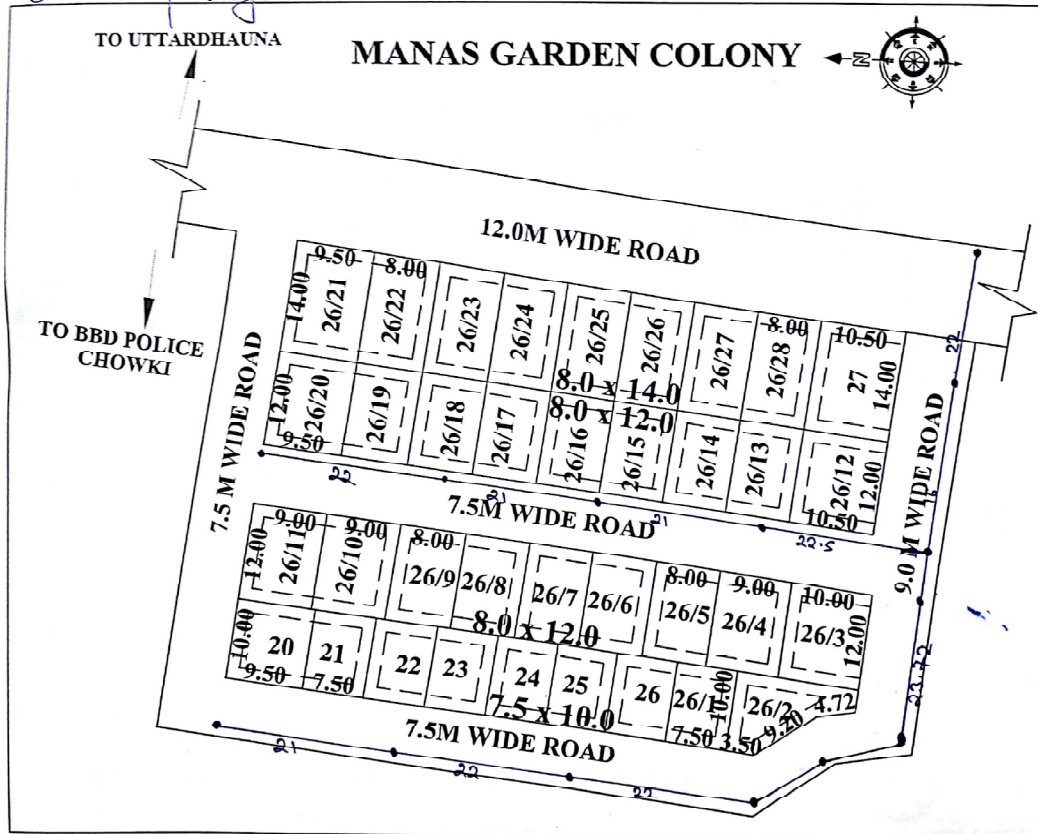 TO UTTARDHAUNA
MANAS GARDEN COLONY
N
12.0M WIDE ROAD
TO BBD POLICE
CHOWKI
9.50 8.00 8.00 10.50
14.00 26/21 26/22 26/23 26/24 26/25 26/26 26/27 26/28 27 14.00
22
8.0 x 14.0
8.0 x 12.0
12.00 26/20 26/19 26/18 26/17 26/16 26/15 26/14 26/13 26/12 12.00
9.50 10.50
7.5 M WIDE ROAD
9.0 M WIDE ROAD
22 21 21 22.5
7.5M WIDE ROAD
9.00 9.00 8.00 8.00 9.00 10.00
12.00 26/11 26/10 26/9 26/8 26/7 26/6 26/5 26/4 26/3 12.00
8.0 x 12.0
10.00 20 21 22 23 24 25 26 26/1 10.00 26/2 4.72
9.50 7.50 7.50 3.50 9.20
7.5 x 10.0
23.72
7.5M WIDE ROAD
21 22 22